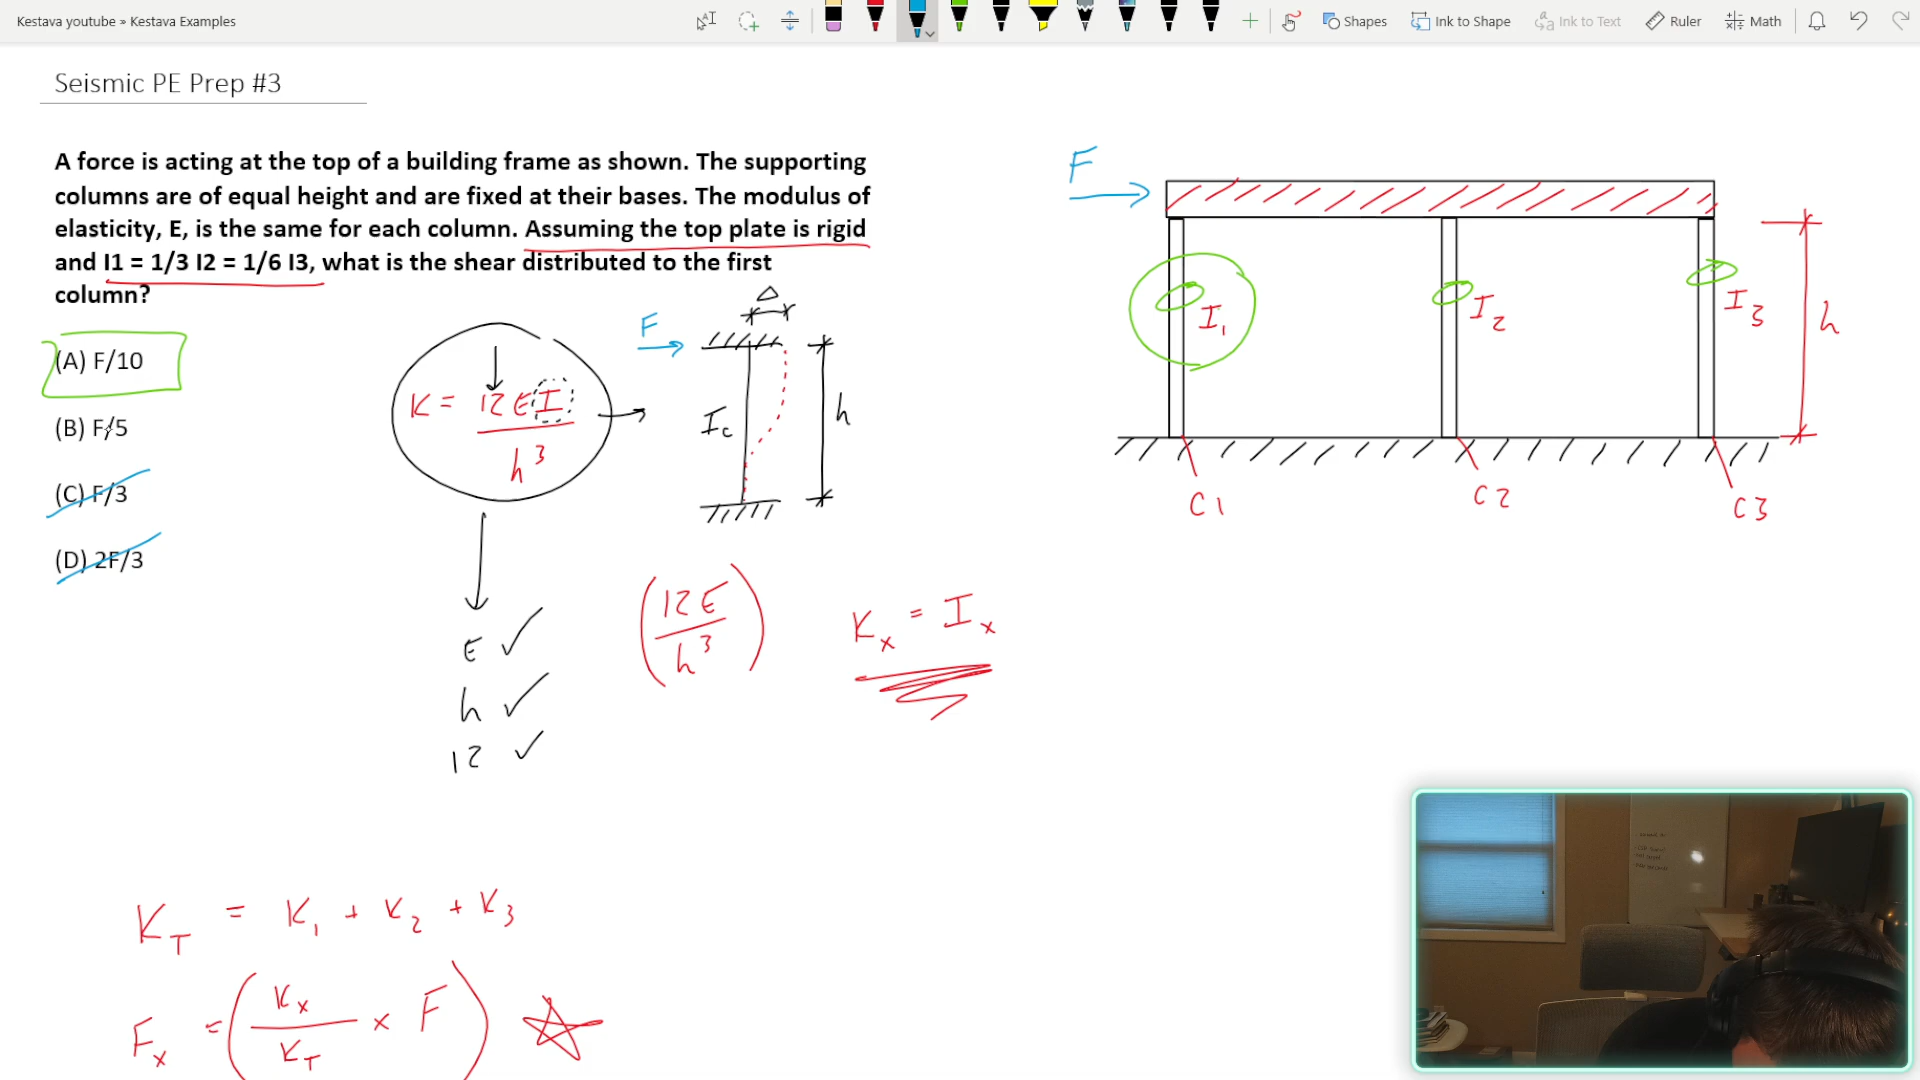 Kestava youtube » Kestava Examples
Shapes
Ink to Shape
Ink to Text
Ruler
Math
Seismic PE Prep #3
A force is acting at the top of a building frame as shown. The supporting
columns are of equal height and are fixed at their bases. The modulus of
elasticity, E, is the same for each column. Assuming the top plate is rigid
and I1 = 1/3 I2 = 1/6 I3, what is the shear distributed to the first
column?
(A) F/10
(B) F/5
(C) F/3
(D) 2F/3
K = 12EI
h³
F
Δ
Ic
h
E ✓
h ✓
12 ✓
12E
h³
Kx = Ix
F
I1
I2
I3
h
C1
C2
C3
KT = K1 + K2 + K3
Fx = (Kx / KT × F)